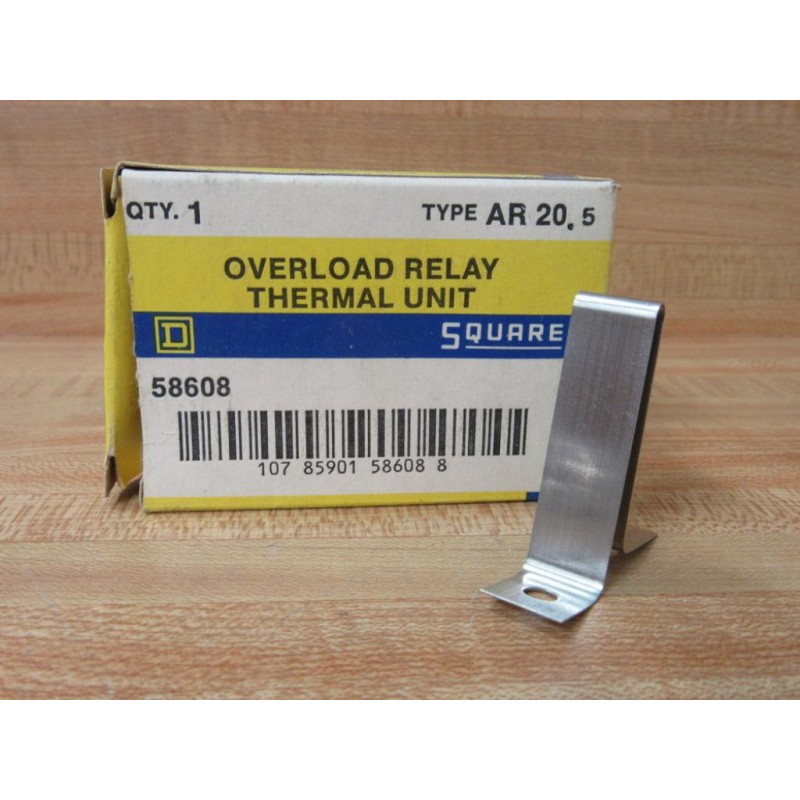 QTY. 1 TYPE AR 20. 5
OVERLOAD RELAY
THERMAL UNIT
D SQUARE
58608
107 85901 58608 8